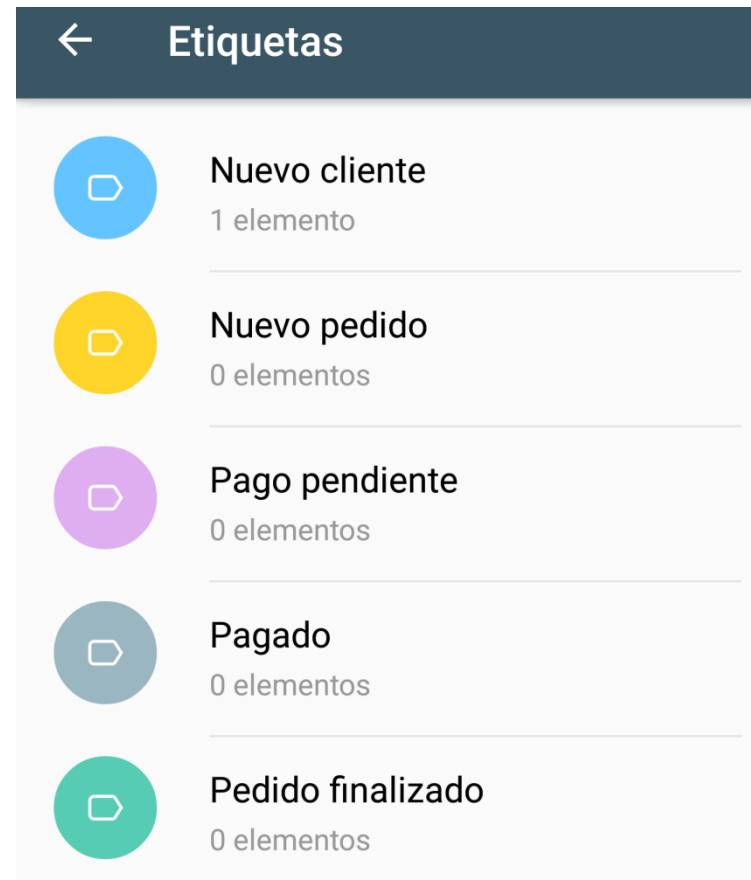 Etiquetas
Nuevo cliente
1 elemento
Nuevo pedido
0 elementos
Pago pendiente
0 elementos
Pagado
0 elementos
Pedido finalizado
0 elementos